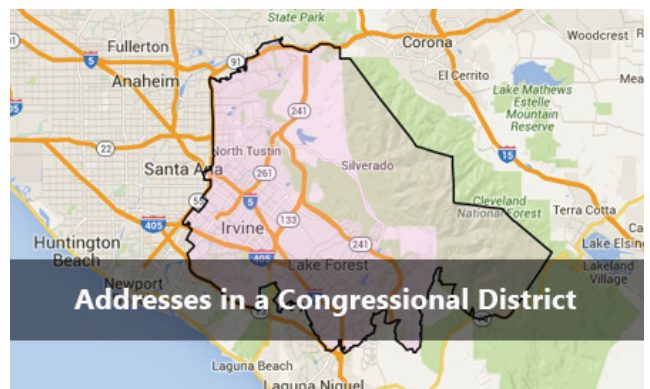 State Park
Woodcrest
Fullerton
Corona
91
5
Anaheim
El Cerrito
Lake Mathews
Estelle
Mountain
Reserve
241
405
22
North Tustin
15
Santa Ana
261
Silverado
55
5
Cleveland
National Forest
Terra Cotta
133
405
Irvine
241
Huntington
Beach
405
Lake Elsin
Lake Forest
Lakeland
Village
Newport
Addresses in a Congressional District
Laguna Beach
Laguna Niguel